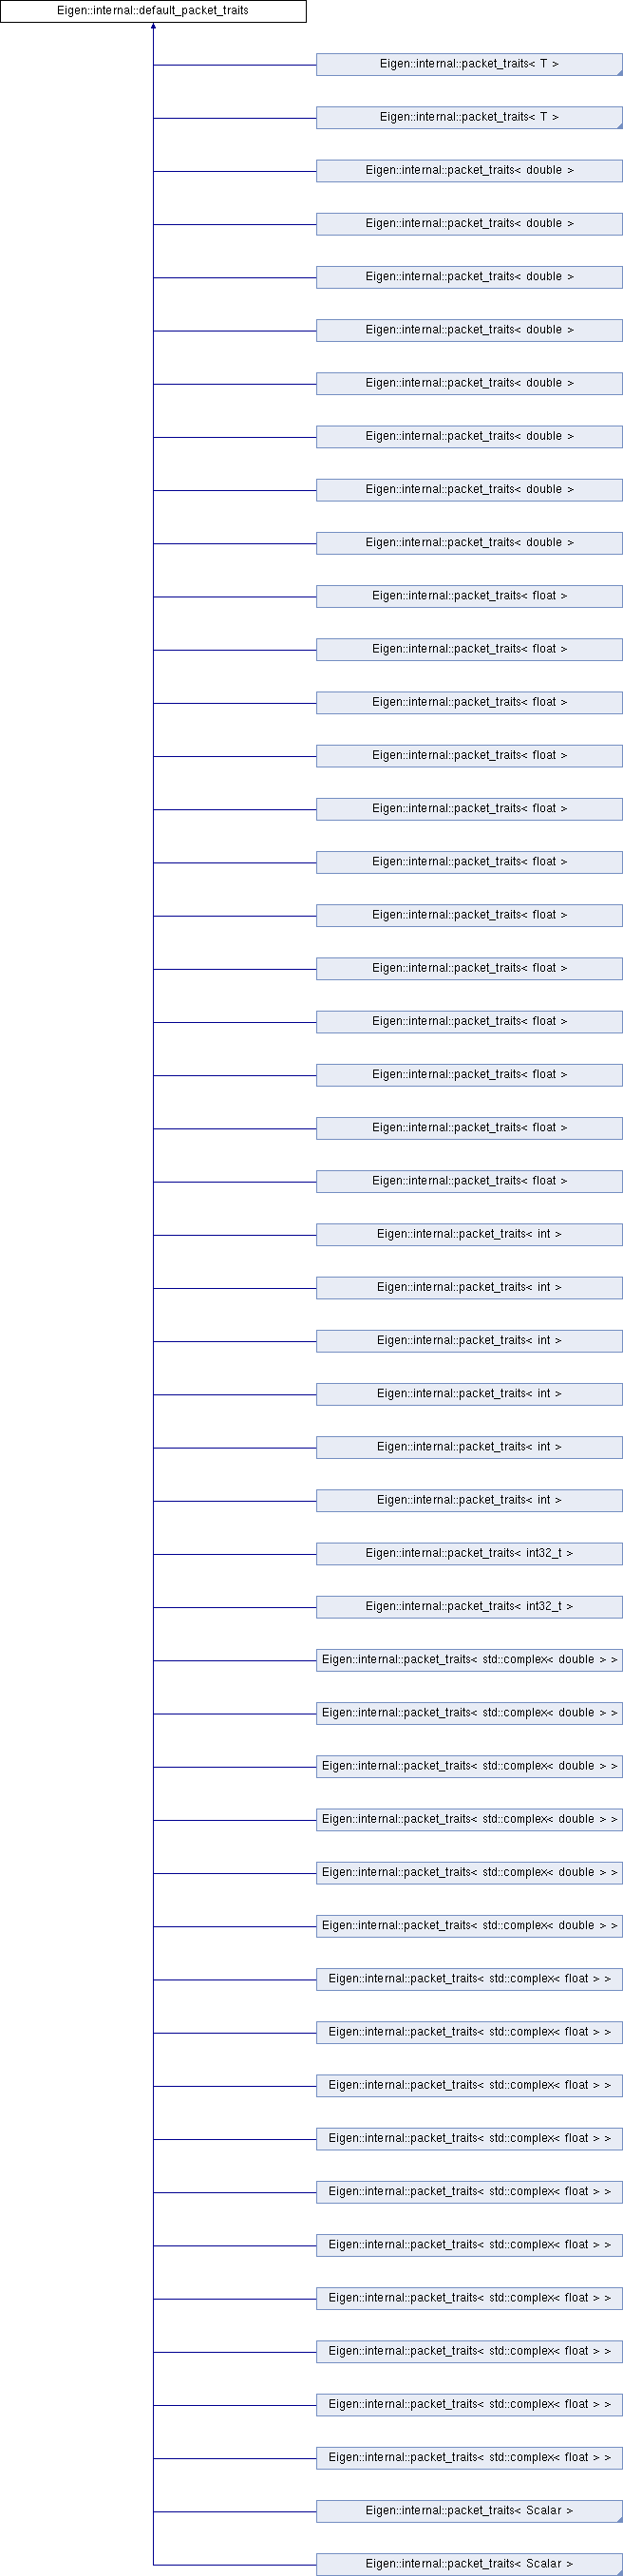 Eigen::internal::default_packet_traits
Eigen::internal::packet_traits< T >
Eigen::internal::packet_traits< T >
Eigen::internal::packet_traits< double >
Eigen::internal::packet_traits< double >
Eigen::internal::packet_traits< double >
Eigen::internal::packet_traits< double >
Eigen::internal::packet_traits< double >
Eigen::internal::packet_traits< double >
Eigen::internal::packet_traits< double >
Eigen::internal::packet_traits< double >
Eigen::internal::packet_traits< float >
Eigen::internal::packet_traits< float >
Eigen::internal::packet_traits< float >
Eigen::internal::packet_traits< float >
Eigen::internal::packet_traits< float >
Eigen::internal::packet_traits< float >
Eigen::internal::packet_traits< float >
Eigen::internal::packet_traits< float >
Eigen::internal::packet_traits< float >
Eigen::internal::packet_traits< float >
Eigen::internal::packet_traits< float >
Eigen::internal::packet_traits< float >
Eigen::internal::packet_traits< int >
Eigen::internal::packet_traits< int >
Eigen::internal::packet_traits< int >
Eigen::internal::packet_traits< int >
Eigen::internal::packet_traits< int >
Eigen::internal::packet_traits< int >
Eigen::internal::packet_traits< int32_t >
Eigen::internal::packet_traits< int32_t >
Eigen::internal::packet_traits< std::complex< double > >
Eigen::internal::packet_traits< std::complex< double > >
Eigen::internal::packet_traits< std::complex< double > >
Eigen::internal::packet_traits< std::complex< double > >
Eigen::internal::packet_traits< std::complex< double > >
Eigen::internal::packet_traits< std::complex< double > >
Eigen::internal::packet_traits< std::complex< float > >
Eigen::internal::packet_traits< std::complex< float > >
Eigen::internal::packet_traits< std::complex< float > >
Eigen::internal::packet_traits< std::complex< float > >
Eigen::internal::packet_traits< std::complex< float > >
Eigen::internal::packet_traits< std::complex< float > >
Eigen::internal::packet_traits< std::complex< float > >
Eigen::internal::packet_traits< std::complex< float > >
Eigen::internal::packet_traits< std::complex< float > >
Eigen::internal::packet_traits< std::complex< float > >
Eigen::internal::packet_traits< Scalar >
Eigen::internal::packet_traits< Scalar >